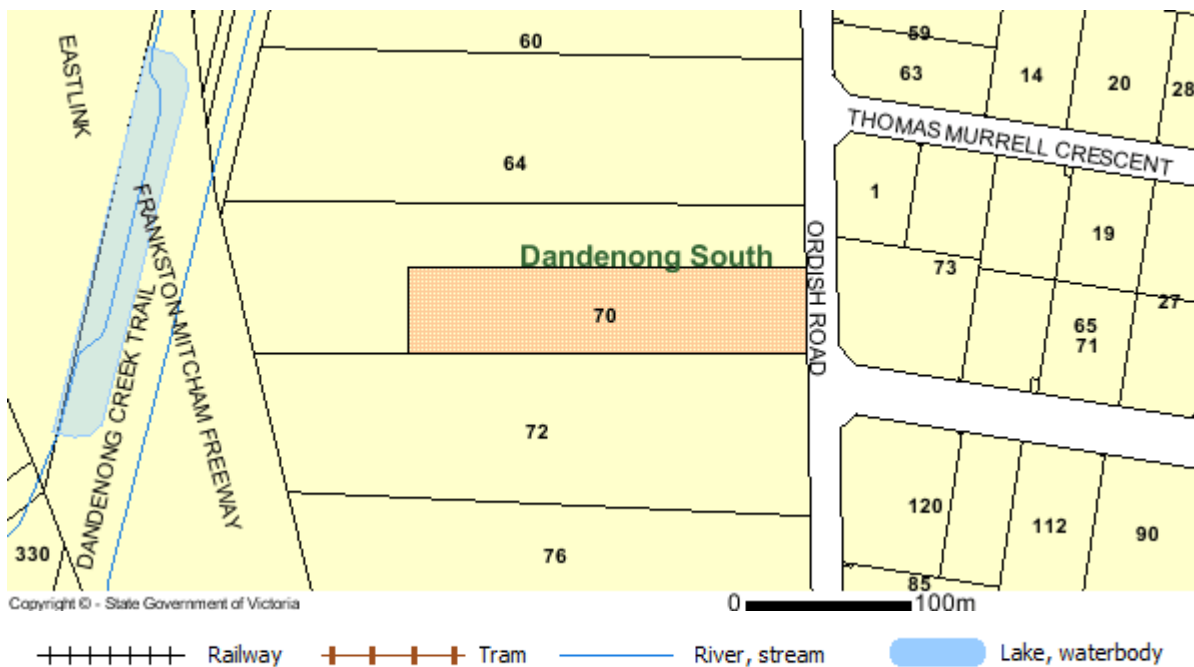 60
59
63
14
20
28
EASTLINK
THOMAS MURRELL CRESCENT
64
1
FRANKSTON MITCHAM FREEWAY
ORDISH ROAD
19
Dandenong South
73
27
70
65
71
DANDENONG CREEK TRAIL
72
120
112
90
330
76
85
Copyright © - State Government of Victoria
0 100m
Railway Tram River, stream Lake, waterbody